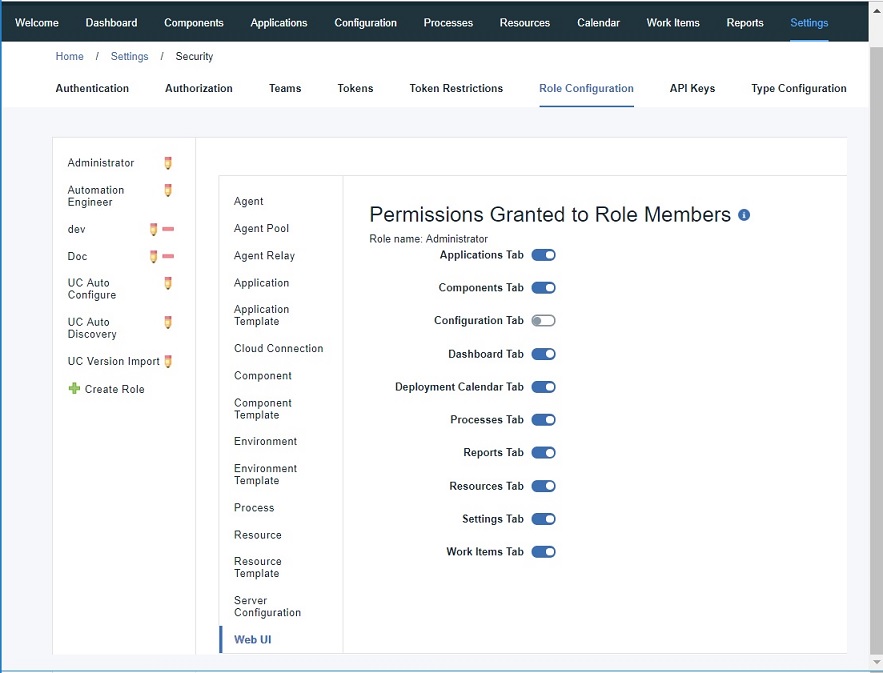 Welcome Dashboard Components Applications Configuration Processes Resources Calendar Work Items Reports Settings
Home / Settings / Security
Authentication Authorization Teams Tokens Token Restrictions Role Configuration API Keys Type Configuration
Administrator
Automation
Engineer
dev
Doc
UC Auto
Configure
UC Auto
Discovery
UC Version Import
Create Role
Agent
Agent Pool
Agent Relay
Application
Application
Template
Cloud Connection
Component
Component
Template
Environment
Environment
Template
Process
Resource
Resource
Template
Server
Configuration
Web UI
Permissions Granted to Role Members
Role name: Administrator
Applications Tab
Components Tab
Configuration Tab
Dashboard Tab
Deployment Calendar Tab
Processes Tab
Reports Tab
Resources Tab
Settings Tab
Work Items Tab